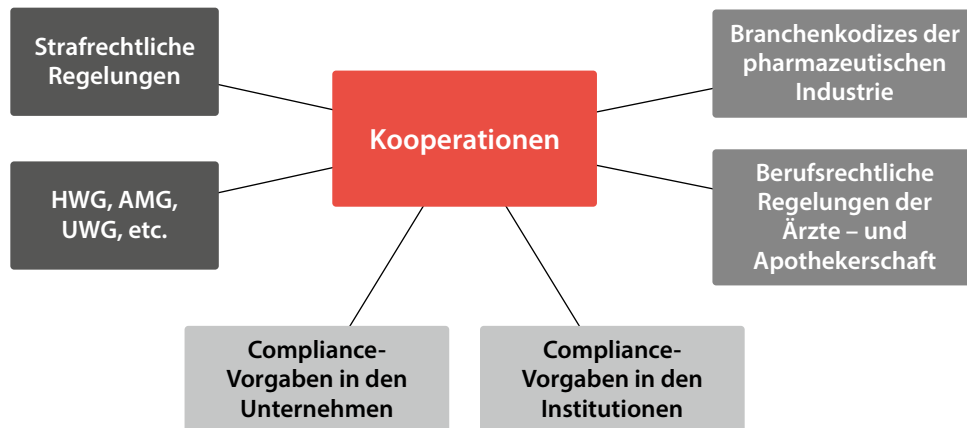 Strafrechtliche
Regelungen
Branchenkodizes der
pharmazeutischen
Industrie
Kooperationen
HWG, AMG,
UWG, etc.
Berufsrechtliche
Regelungen der
Ärzte – und
Apothekerschaft
Compliance-
Vorgaben in den
Unternehmen
Compliance-
Vorgaben in den
Institutionen